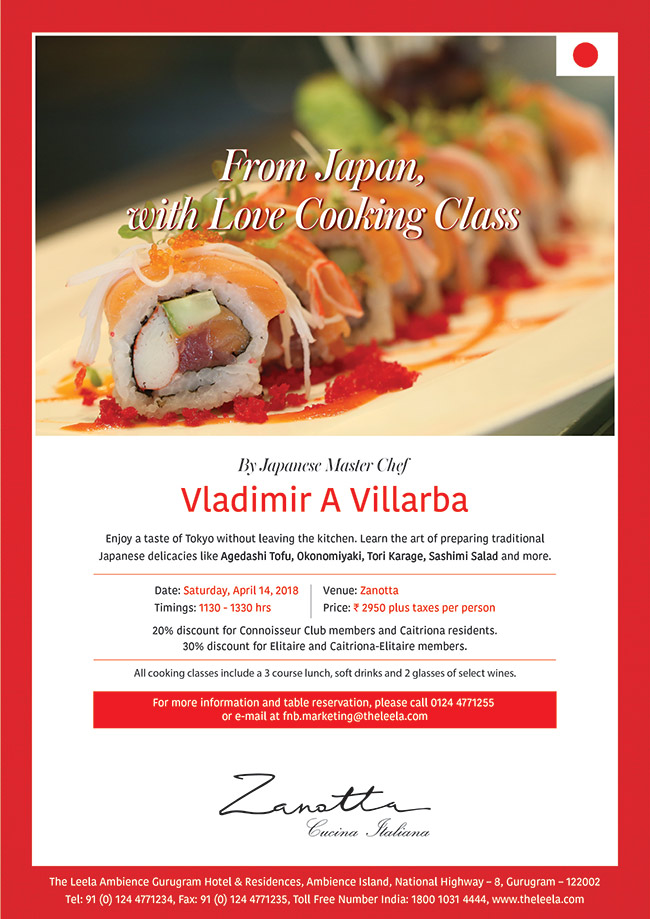 From Japan,
with Love Cooking Class
By Japanese Master Chef
Vladimir A Villarba
Enjoy a taste of Tokyo without leaving the kitchen. Learn the art of preparing traditional
Japanese delicacies like Agedashi Tofu, Okonomiyaki, Tori Karage, Sashimi Salad and more.
Date: Saturday, April 14, 2018
Timings: 1130 - 1330 hrs
Venue: Zanotta
Price: ₹ 2950 plus taxes per person
20% discount for Connoisseur Club members and Caitriona residents.
30% discount for Elitaire and Caitriona-Elitaire members.
All cooking classes include a 3 course lunch, soft drinks and 2 glasses of select wines.
For more information and table reservation, please call 0124 4771255
or e-mail at fnb.marketing@theleela.com
Zanotta
Cucina Italiana
The Leela Ambience Gurugram Hotel & Residences, Ambience Island, National Highway – 8, Gurugram – 122002
Tel: 91 (0) 124 4771234, Fax: 91 (0) 124 4771235, Toll Free Number India: 1800 1031 4444, www.theleela.com